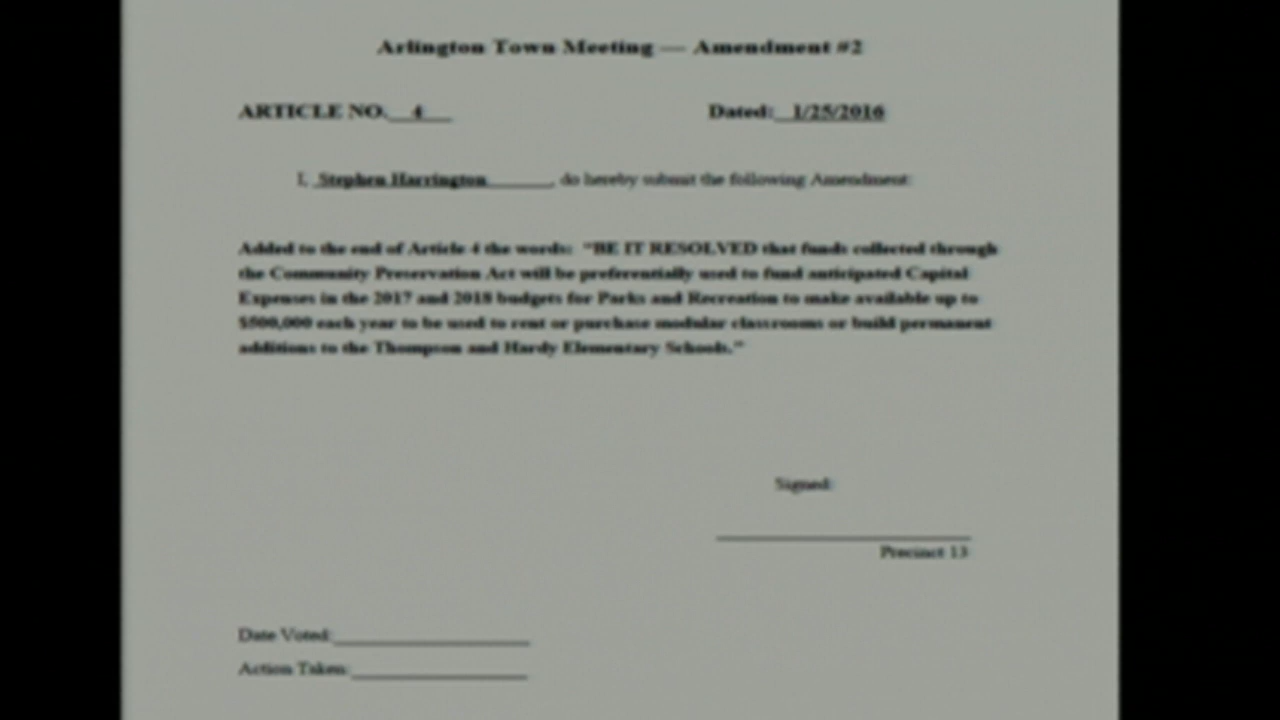 Arlington Town Meeting — Amendment #2
ARTICLE NO. 4 Dated: 1/25/2016
I, Stephen Harrington, do hereby submit the following Amendment:
Added to the end of Article 4 the words: "BE IT RESOLVED that funds collected through
the Community Preservation Act will be preferentially used to fund anticipated Capital
Expenses in the 2017 and 2018 budgets for Parks and Recreation to make available up to
$500,000 each year to be used to rent or purchase modular classrooms or build permanent
additions to the Thompson and Hardy Elementary Schools."
Signed:
Precinct 13
Date Voted:
Action Taken: